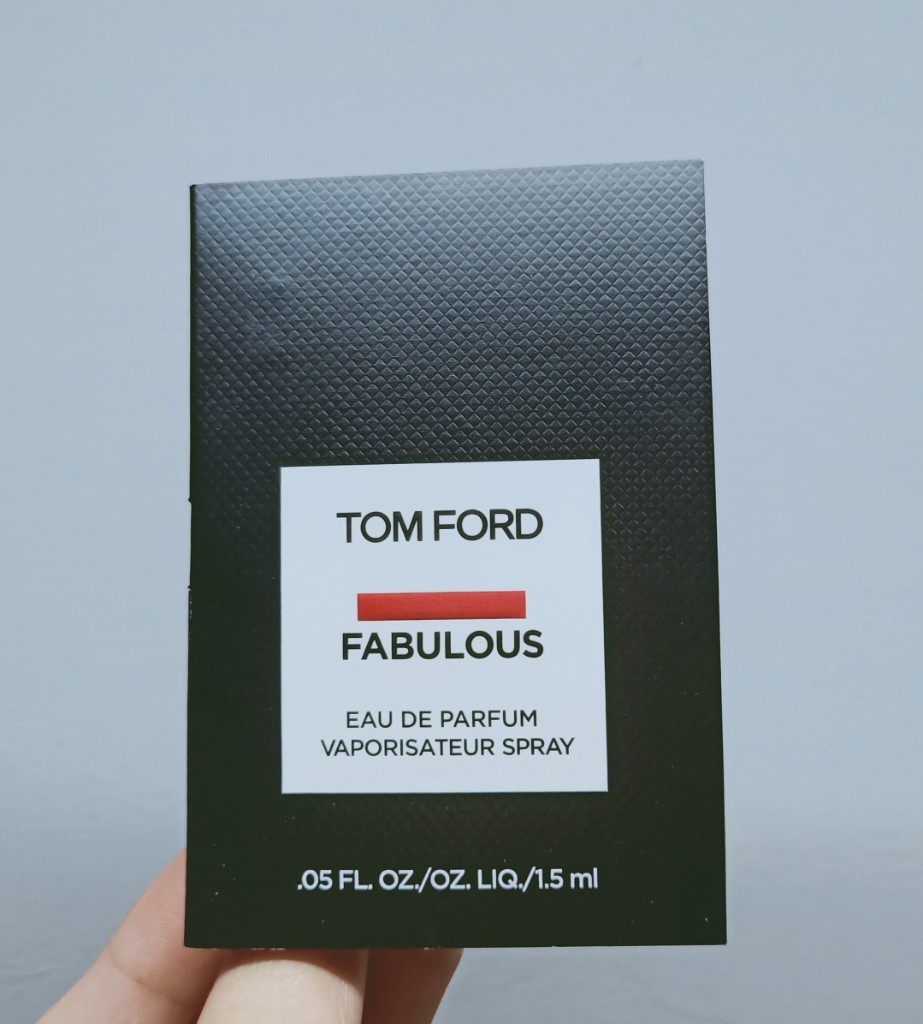 TOM FORD
FABULOUS
EAU DE PARFUM
VAPORISATEUR SPRAY
.05 FL. OZ./OZ. LIQ./1.5 ml